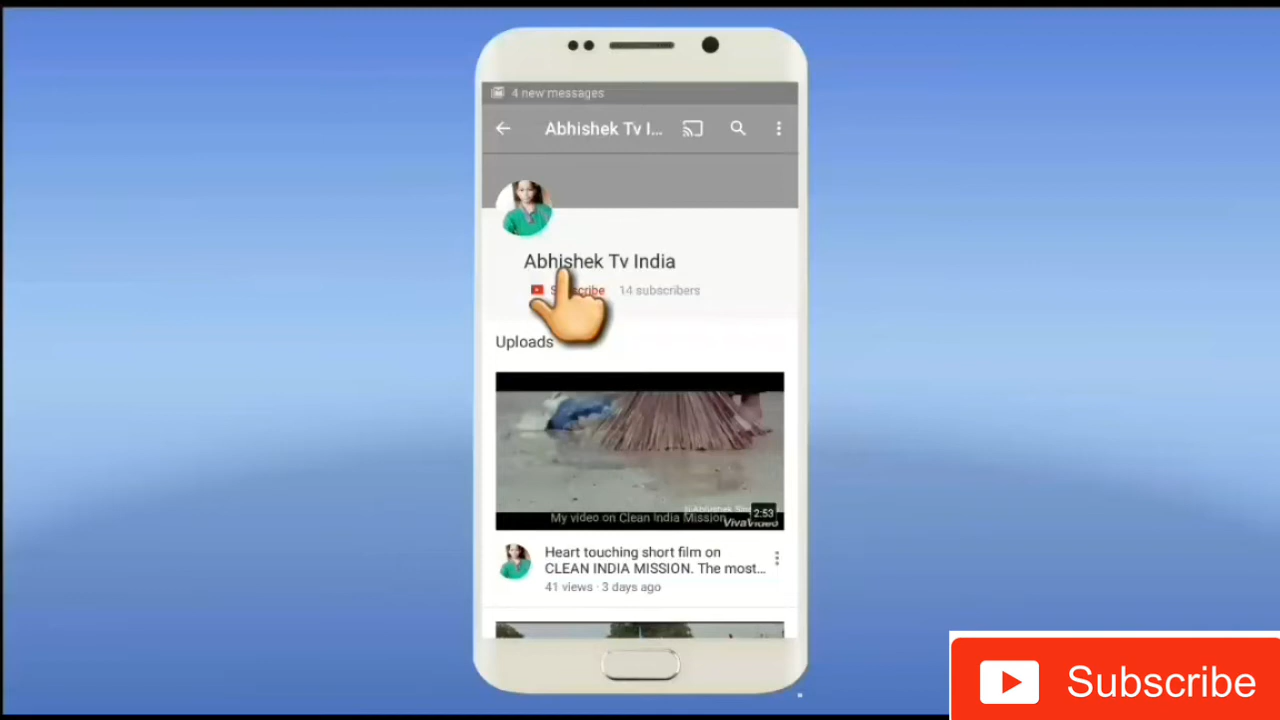 4 new messages
Abhishek Tv I...
Abhishek Tv India
Subscribe 14 subscribers
Uploads
My video on Clean India Mission
2:53
VivaVideo
Heart touching short film on
CLEAN INDIA MISSION. The most...
41 views · 3 days ago
Subscribe